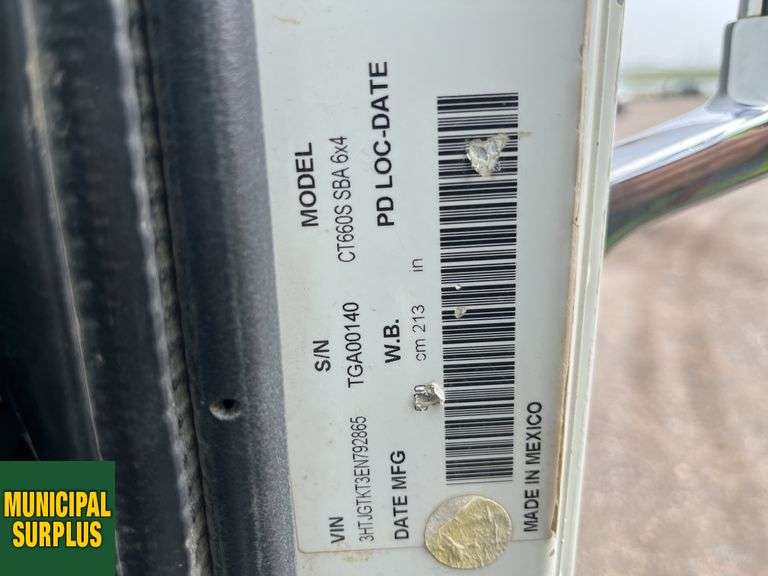 VIN S/N MODEL
3HTJGTKT3EN792865 TGA00140 CT660S SBA 6x4
DATE MFG W.B. PD LOC-DATE
cm 213 in
MADE IN MEXICO
MUNICIPAL
SURPLUS